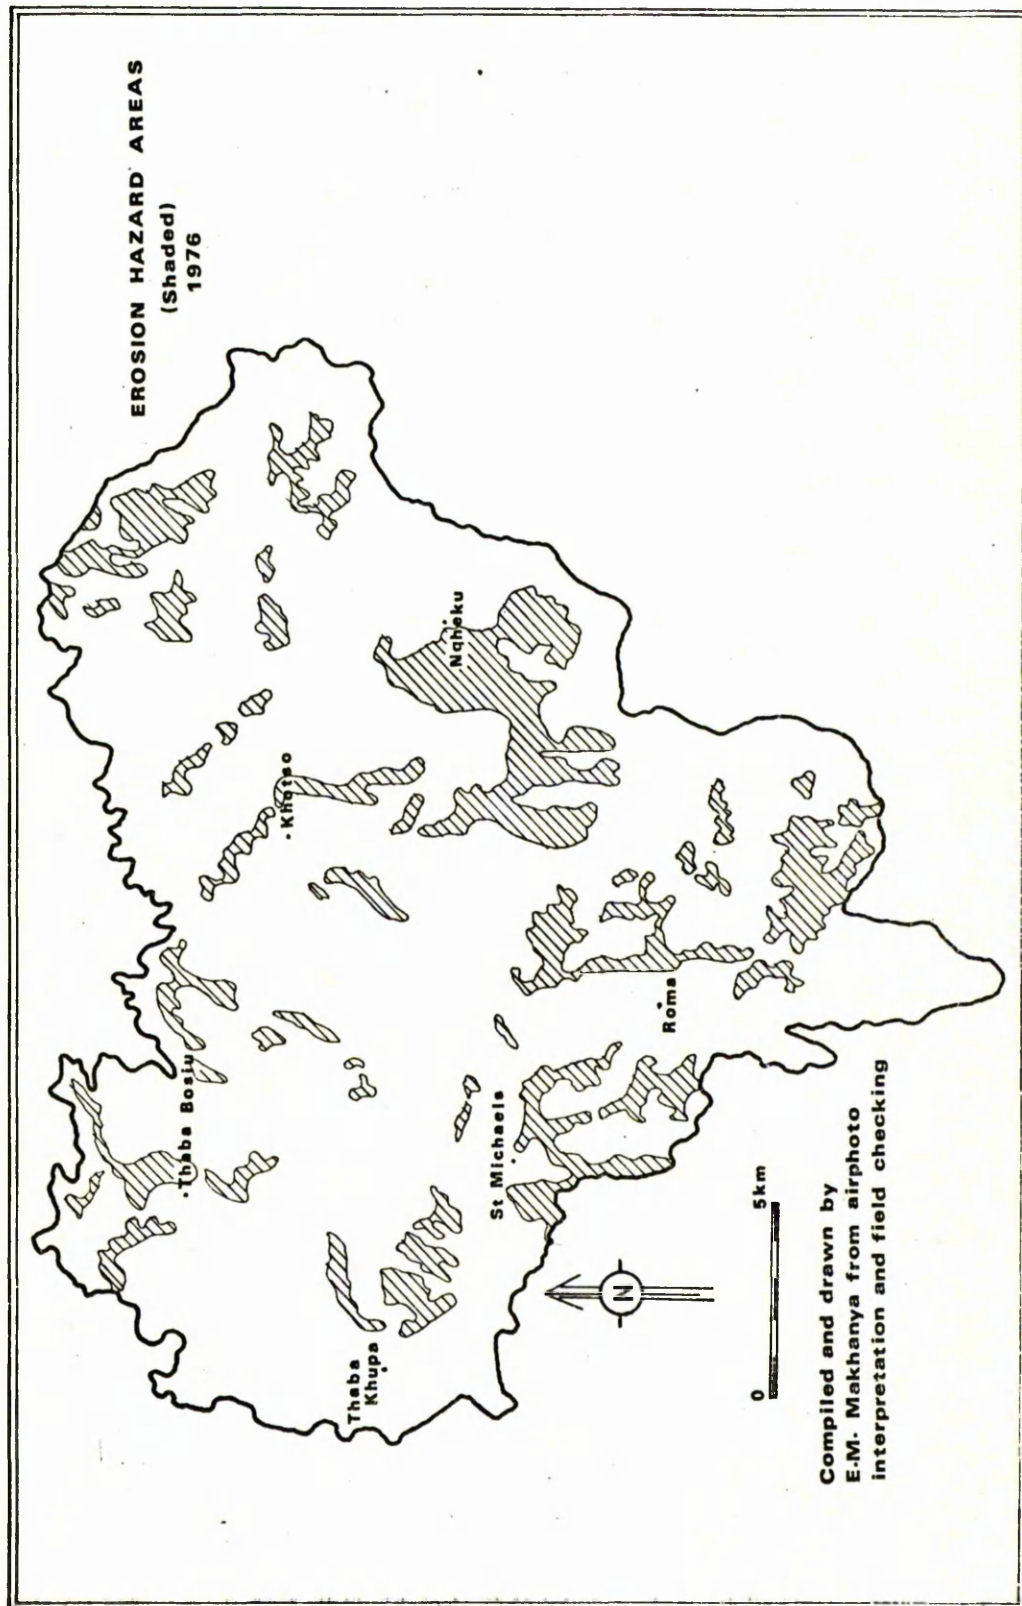 EROSION HAZARD AREAS
(Shaded)
1976
Thaba Bosiu
Khotso
Nqheku
Thaba
Khupa
St Michaels
Roma
N
0 5km
Compiled and drawn by
E.M. Makhanya from airphoto
interpretation and field checking